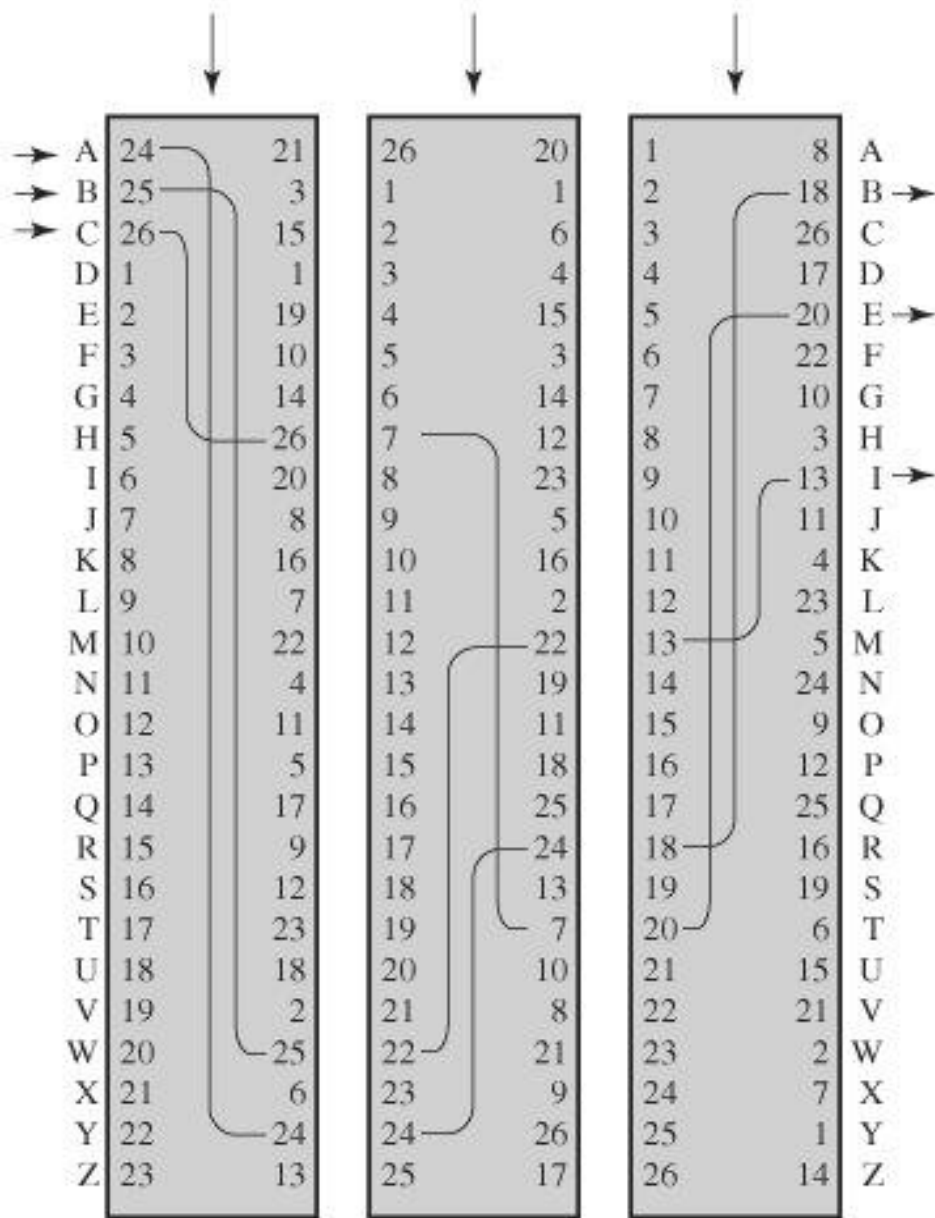 A 24 21 26 20 1 8 A
B 25 3 1 1 2 18 B
C 26 15 2 6 3 26 C
D 1 1 3 4 4 17 D
E 2 19 4 15 5 20 E
F 3 10 5 3 6 22 F
G 4 14 6 14 7 10 G
H 5 26 7 12 8 3 H
I 6 20 8 23 9 13 I
J 7 8 9 5 10 11 J
K 8 16 10 16 11 4 K
L 9 7 11 2 12 23 L
M 10 22 12 22 13 5 M
N 11 4 13 19 14 24 N
O 12 11 14 11 15 9 O
P 13 5 15 18 16 12 P
Q 14 17 16 25 17 25 Q
R 15 9 17 24 18 16 R
S 16 12 18 13 19 19 S
T 17 23 19 7 20 6 T
U 18 18 20 10 21 15 U
V 19 2 21 8 22 21 V
W 20 25 22 21 23 2 W
X 21 6 23 9 24 7 X
Y 22 24 24 26 25 1 Y
Z 23 13 25 17 26 14 Z